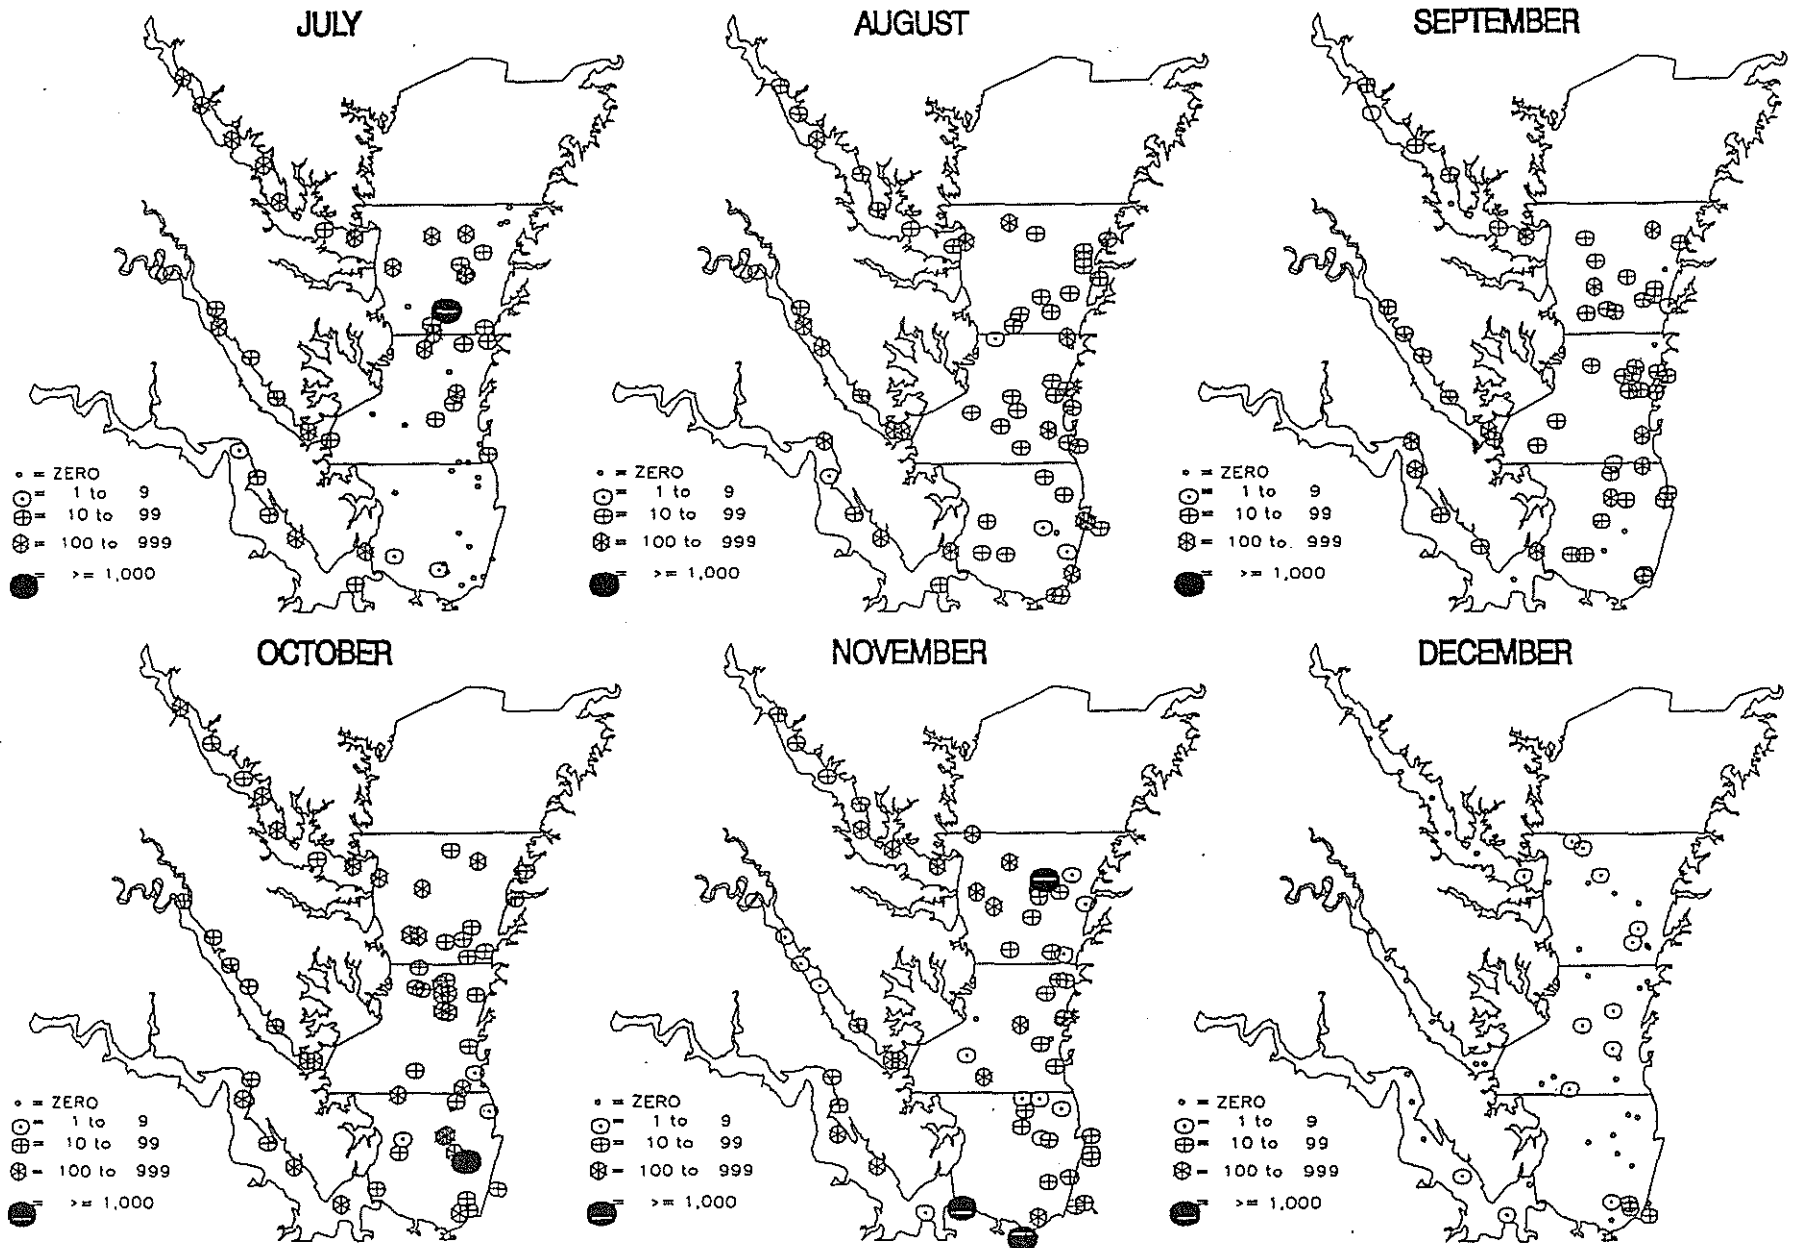 JULY
AUGUST
SEPTEMBER
∘ = ZERO
⊙= 1 to 9
⊕= 10 to 99
= 100 to 999
= >= 1,000
∘ = ZERO
⊙= 1 to 9
⊕= 10 to 99
= 100 to 999
= >= 1,000
∘ = ZERO
⊙= 1 to 9
⊕= 10 to 99
= 100 to. 999
= >= 1,000
OCTOBER
NOVEMBER
DECEMBER
∘ = ZERO
⊙= 1 to 9
⊕= 10 to 99
= 100 to 999
= >= 1,000
∘ = ZERO
⊙= 1 to 9
⊕= 10 to 99
= 100 to 999
= >= 1,000
∘ = ZERO
⊙= 1 to 9
⊕= 10 to 99
= 100 to 999
= >= 1,000